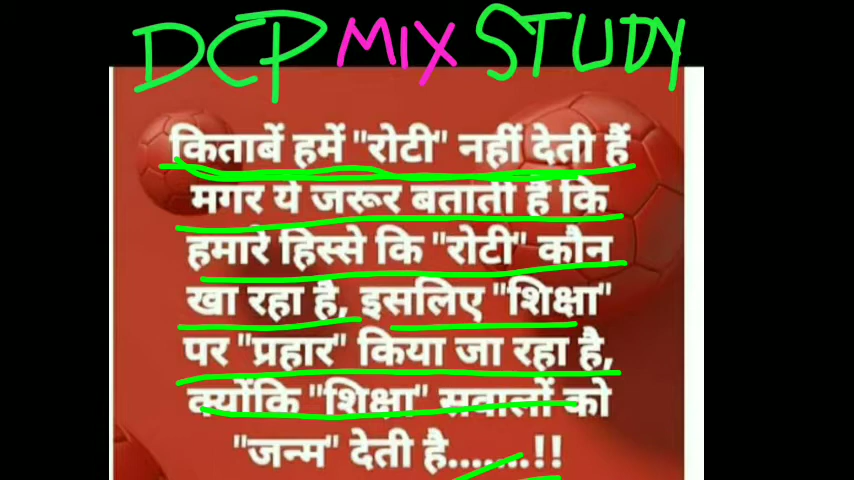 DCP MIX STUDY
किताबें हमें "रोटी" नहीं देती हैं
मगर ये जरूर बताती है कि
हमारे हिस्से कि "रोटी" कौन
खा रहा है, इसलिए "शिक्षा"
पर "प्रहार" किया जा रहा है,
क्योंकि "शिक्षा" सवालों को
"जन्म" देती है.......!!